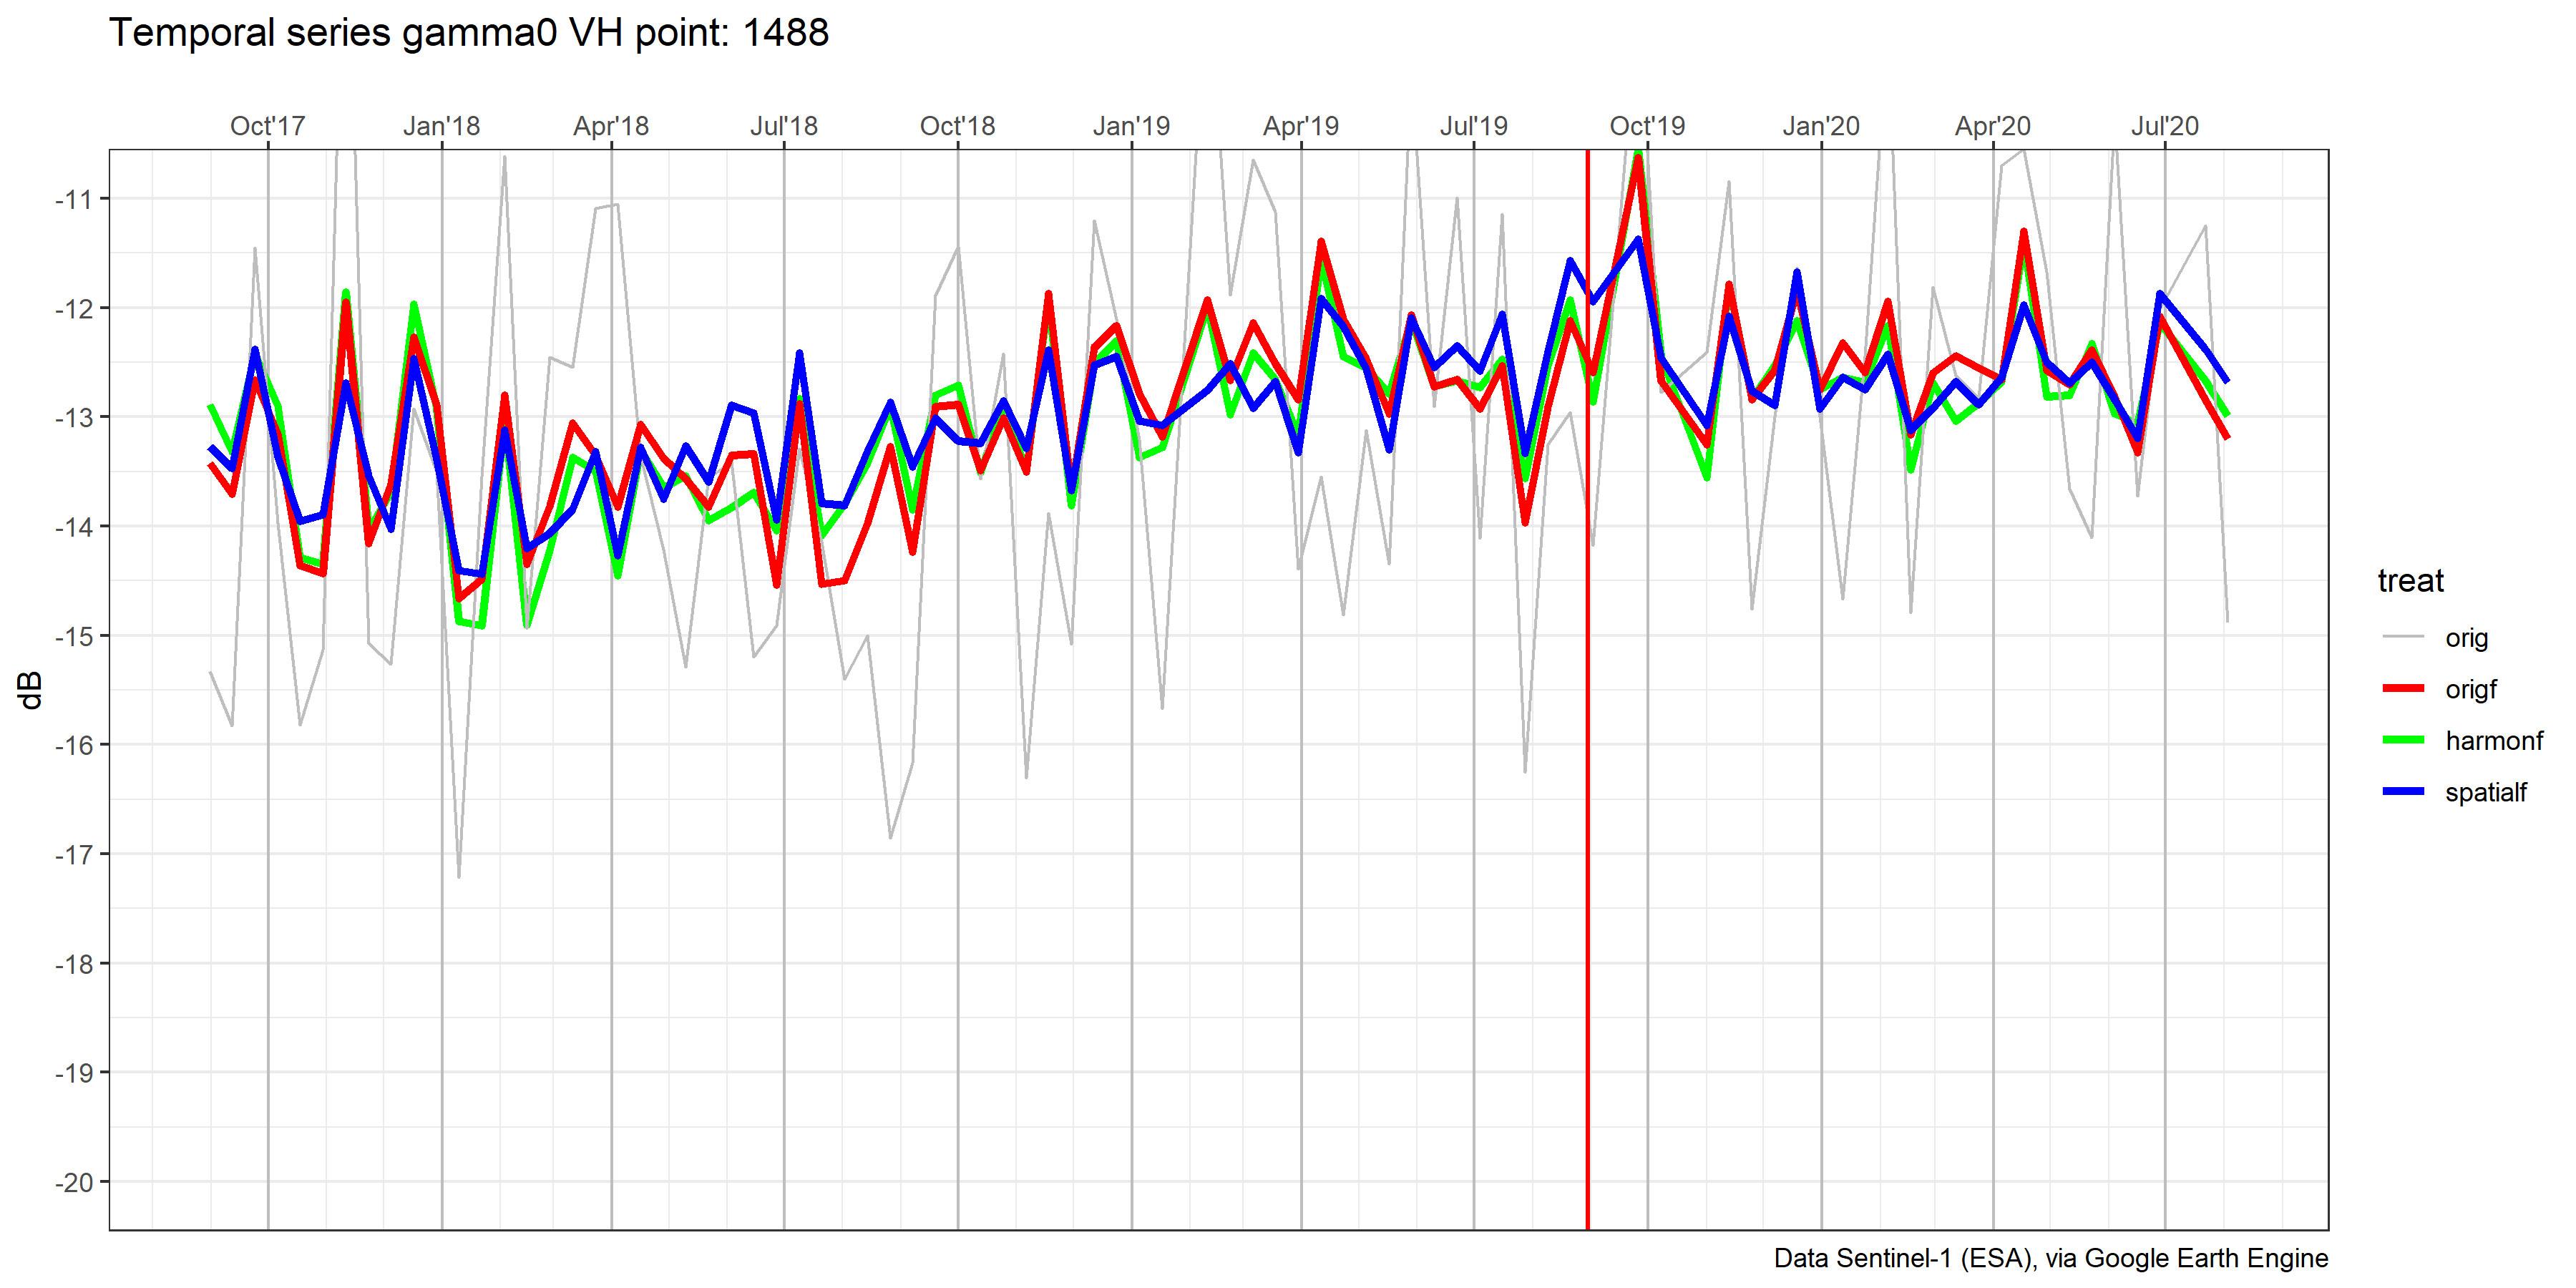 Temporal series gamma0 VH point: 1488
Oct'17 Jan'18 Apr'18 Jul'18 Oct'18 Jan'19 Apr'19 Jul'19 Oct'19 Jan'20 Apr'20 Jul'20
-11
-12
-13
-14
-15
-16
-17
-18
-19
-20
dB
treat
orig
origf
harmonf
spatialf
Data Sentinel-1 (ESA), via Google Earth Engine